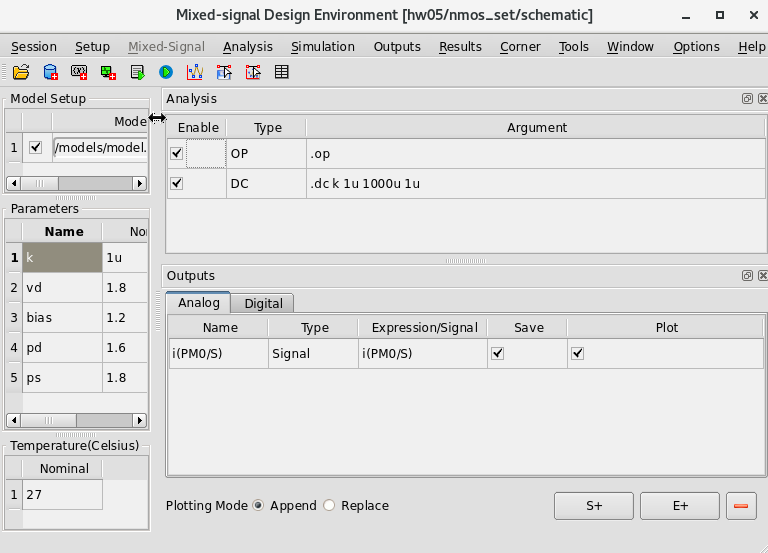 Mixed-signal Design Environment [hw05/nmos_set/schematic]
Session Setup Mixed-Signal Analysis Simulation Outputs Results Corner Tools Window Options Help
Model Setup
Mode
1 /models/model.
Parameters
Name Noi
1 k 1u
2 vd 1.8
3 bias 1.2
4 pd 1.6
5 ps 1.8
Temperature(Celsius)
Nominal
1 27
Analysis
Enable Type Argument
OP .op
DC .dc k 1u 1000u 1u
Outputs
Analog Digital
Name Type Expression/Signal Save Plot
i(PM0/S) Signal i(PM0/S)
Plotting Mode Append Replace S+ E+